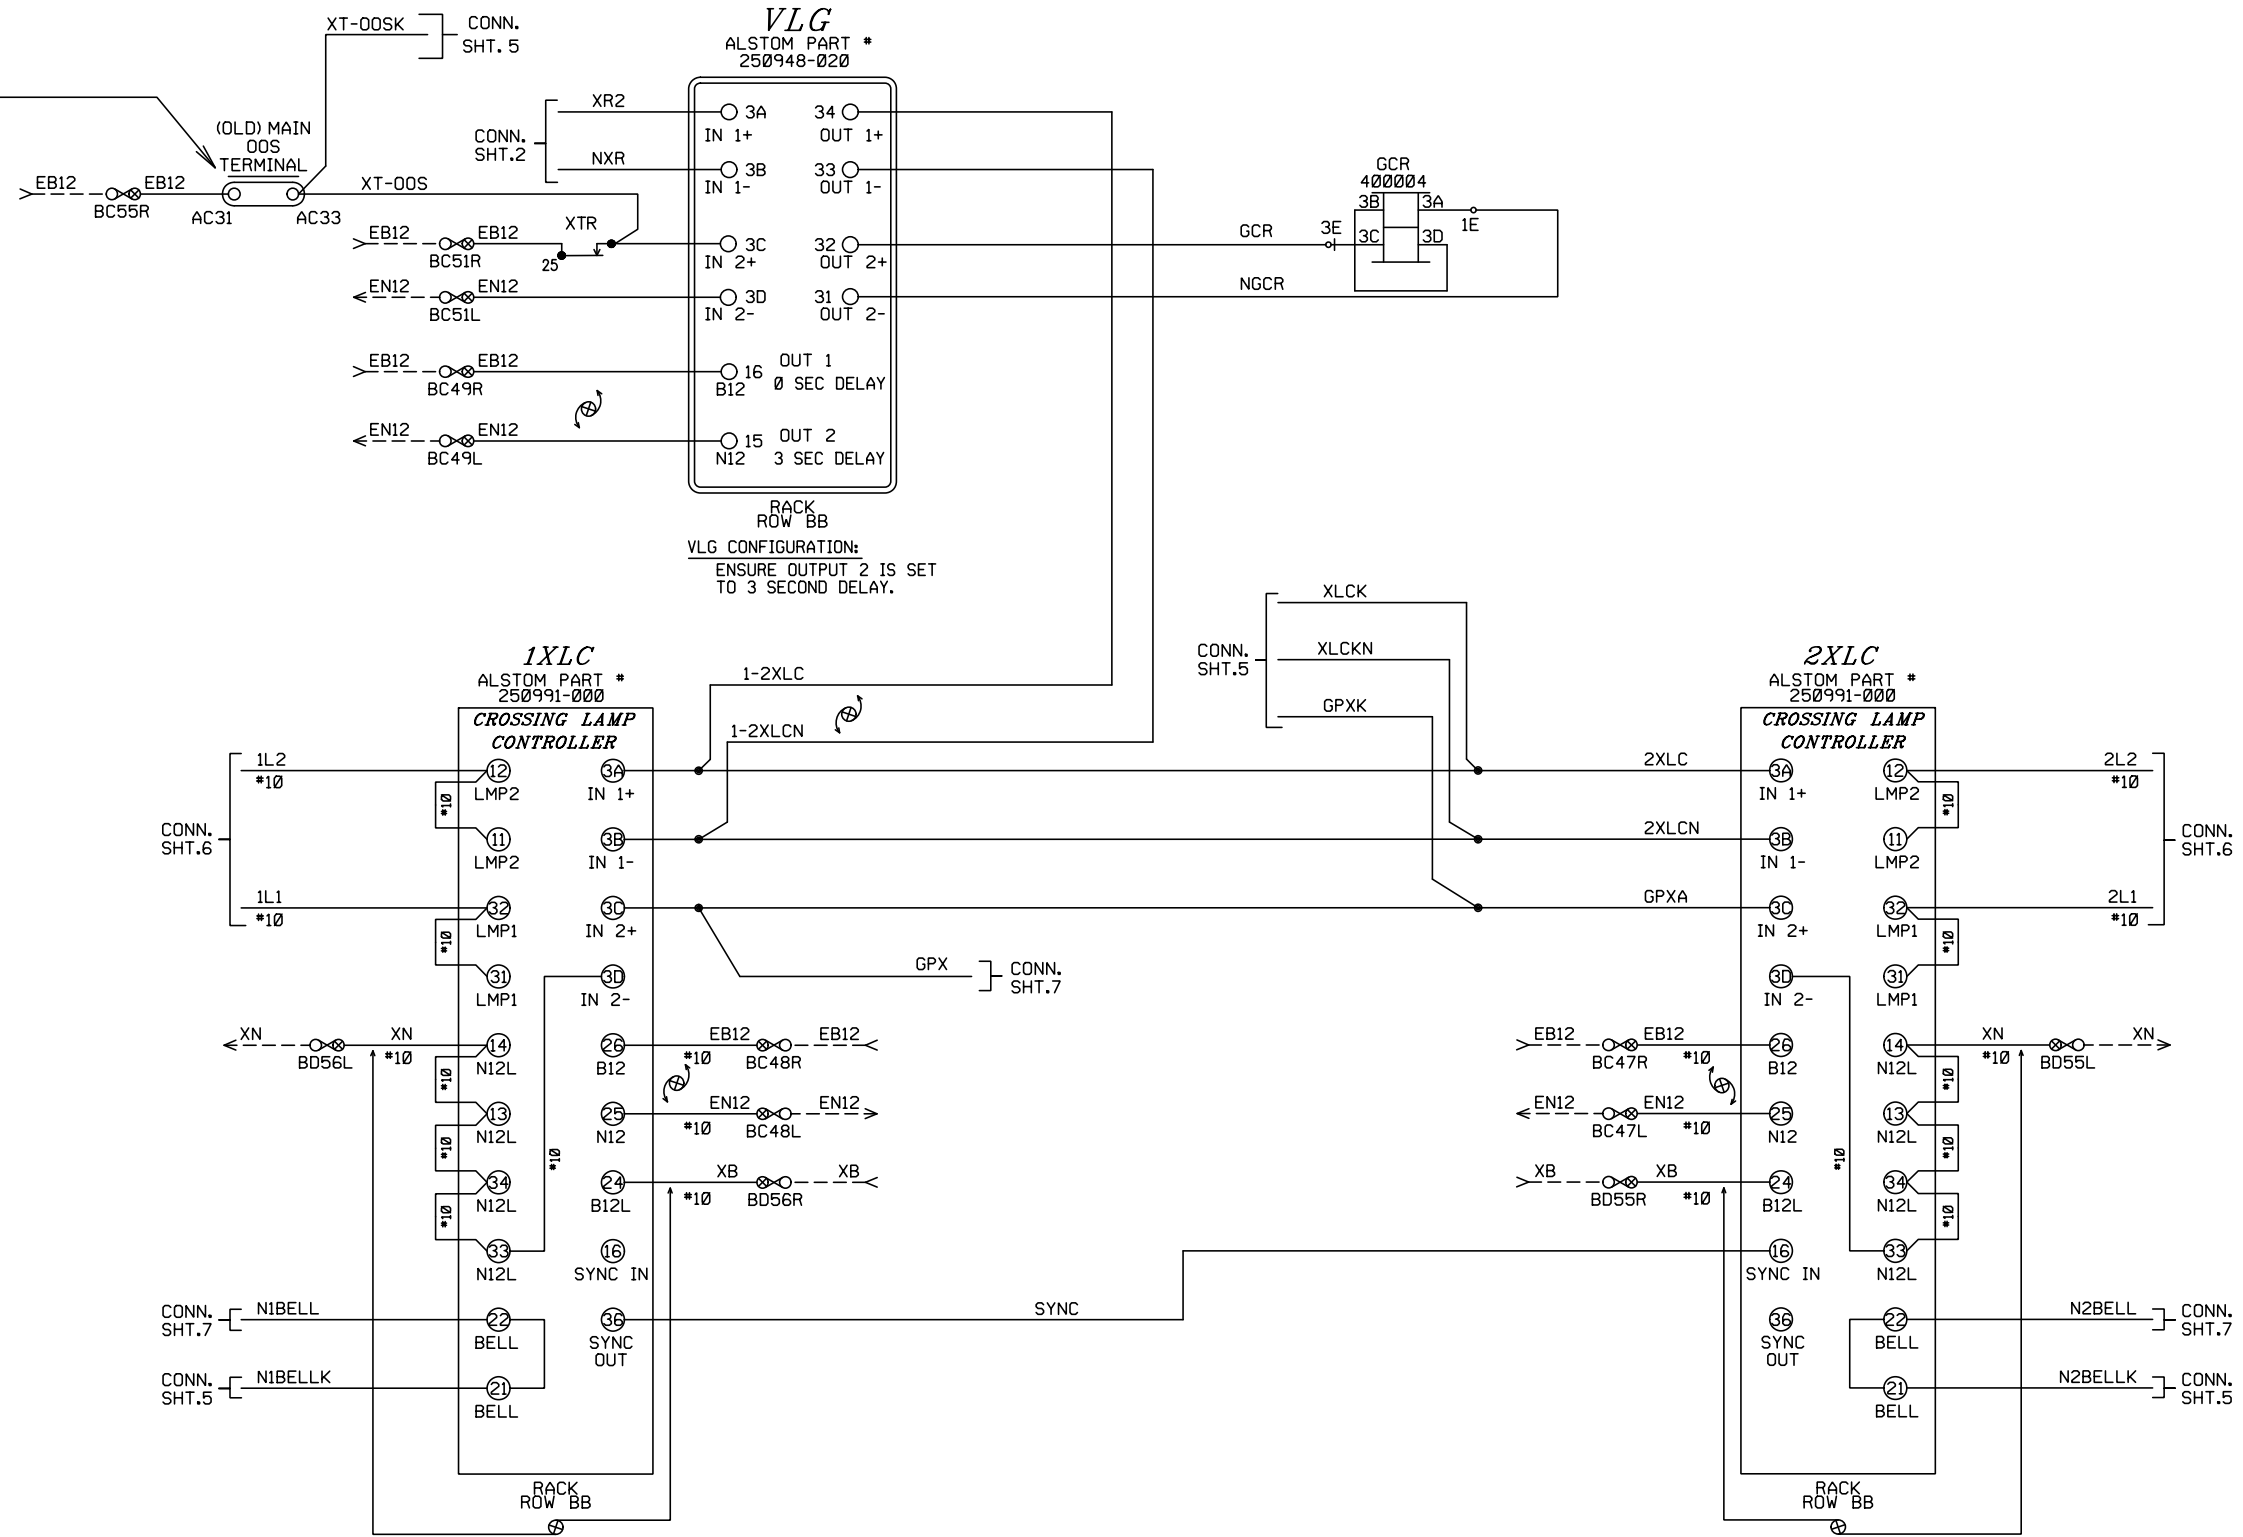 XT-OOSK
CONN.
SHT.5
VLG
ALSTOM PART #
250948-020
(OLD) MAIN
OOS
TERMINAL
EB12
EB12
BC55R
AC31
AC33
XT-OOS
CONN.
SHT.2
XR2
NXR
3A
IN 1+
34
OUT 1+
3B
IN 1-
33
OUT 1-
EB12
EB12
BC51R
XTR
25
3C
IN 2+
32
OUT 2+
EN12
EN12
BC51L
3D
IN 2-
31
OUT 2-
EB12
EB12
BC49R
16
B12
OUT 1
0 SEC DELAY
EN12
EN12
BC49L
15
N12
OUT 2
3 SEC DELAY
RACK
ROW BB
VLG CONFIGURATION:
ENSURE OUTPUT 2 IS SET
TO 3 SECOND DELAY.
GCR
400004
3B
3A
3C
3D
3E
1E
GCR
NGCR
1XLC
ALSTOM PART #
250991-000
CROSSING LAMP
CONTROLLER
1-2XLC
1-2XLCN
CONN.
SHT.5
XLCK
XLCKN
GPXK
2XLC
ALSTOM PART #
250991-000
CROSSING LAMP
CONTROLLER
CONN.
SHT.6
1L2
#10
12
LMP2
#10
11
LMP2
1L1
#10
32
LMP1
#10
31
LMP1
XN
XN
BD56L
#10
14
N12L
#10
13
N12L
#10
34
N12L
#10
33
N12L
#10
CONN.
SHT.7
N1BELL
22
BELL
CONN.
SHT.5
N1BELLK
21
BELL
3A
IN 1+
3B
IN 1-
3C
IN 2+
3D
IN 2-
26
B12
25
N12
24
B12L
16
SYNC IN
36
SYNC
OUT
EB12
#10
BC48R
EB12
EN12
#10
BC48L
EN12
XB
#10
BD56R
XB
GPX
CONN.
SHT.7
SYNC
RACK
ROW BB
2XLC
2XLCN
GPXA
EB12
BC47R
EB12
#10
EN12
BC47L
EN12
#10
XB
BD55R
XB
#10
3A
IN 1+
3B
IN 1-
3C
IN 2+
3D
IN 2-
26
B12
25
N12
24
B12L
16
SYNC IN
36
SYNC
OUT
#10
12
LMP2
#10
11
LMP2
32
LMP1
#10
31
LMP1
14
N12L
#10
13
N12L
#10
34
N12L
#10
33
N12L
22
BELL
21
BELL
2L2
#10
2L1
#10
CONN.
SHT.6
XN
#10
BD55L
XN
N2BELL
CONN.
SHT.7
N2BELLK
CONN.
SHT.5
RACK
ROW BB